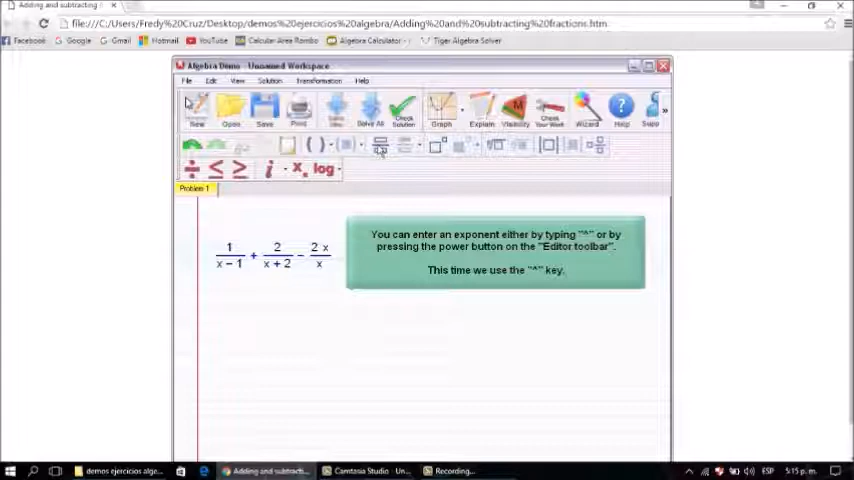 Adding and subtracting
file:///C:/Users/Fredy%20Cruz/Desktop/demos%20ejercicios%20algebra/Adding%20and%20subtracting%20fractions.htm
Facebook Google Gmail Hotmail YouTube Calcular Area Rombo Algebra Calculator - Tiger Algebra Solver
Algebra Demo - Unnamed Workspace
File Edit View Solution Transformation Help
New Open Save Print Solve All Check Solution Graph Explain Visibility Check Your Work Wizard Help Supp »
( )
÷ ≤ ≥ i x log
Problem 1
You can enter an exponent either by typing "^" or by
pressing the power button on the "Editor toolbar".
This time we use the "^" key.
1/(x − 1) + 2/(x + 2) − 2 x/x
demos ejercicios alge... Adding and subtracti... Camtasia Studio - Un... Recording... ESP 5:15 p. m.